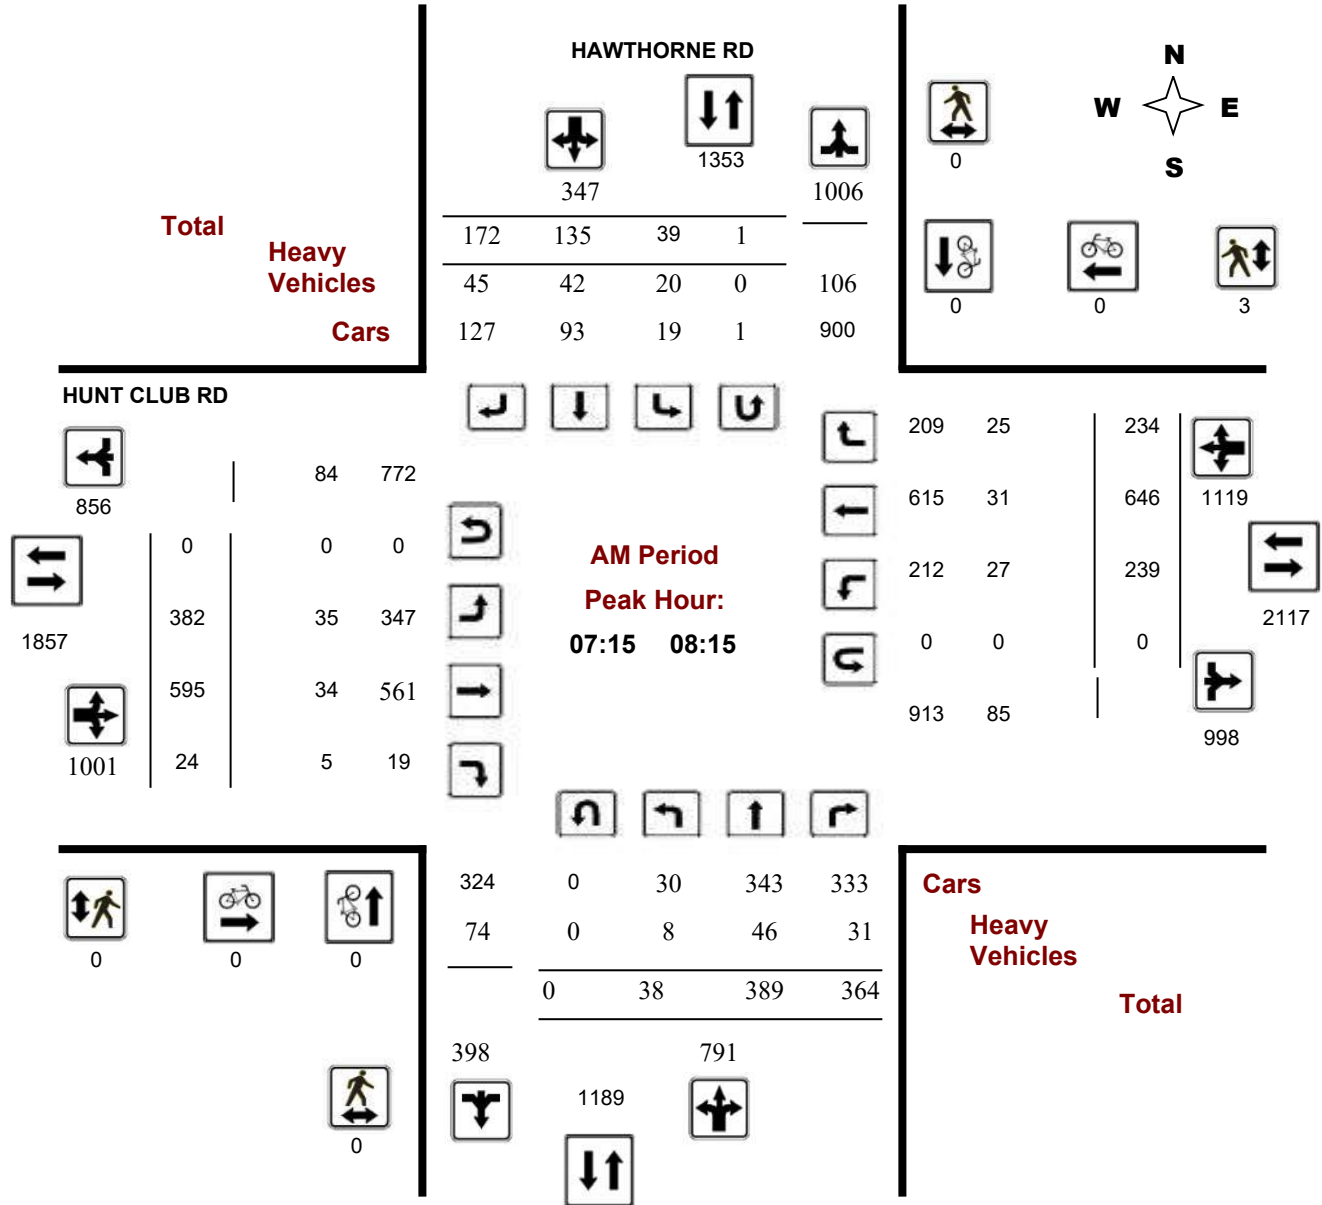 HAWTHORNE RD
N
W E
S
1353
0
347 1006
Total
172 135 39 1
Heavy
Vehicles
45 42 20 0 106
0 0 3
Cars
127 93 19 1 900
HUNT CLUB RD
209 25 234
84 772
856
615 31 646 1119
0 0 0
AM Period
212 27 239
Peak Hour:
382 35 347
2117
1857
07:15 08:15
0 0 0
595 34 561
913 85
998
1001 24 5 19
324 0 30 343 333
Cars
74 0 8 46 31
Heavy
Vehicles
0 0 0
0 38 389 364
Total
398 791
1189
0